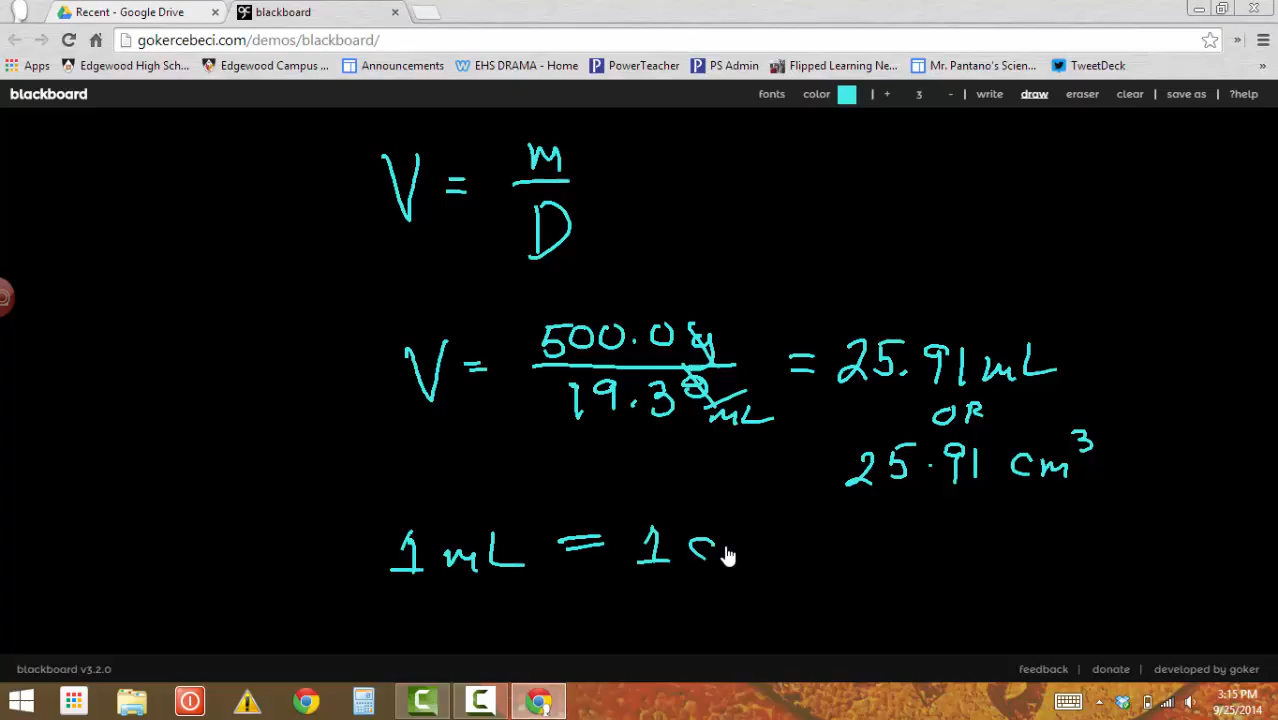 Recent - Google Drive
blackboard
gokercebeci.com/demos/blackboard/
Apps Edgewood High Sch... Edgewood Campus ... Announcements EHS DRAMA - Home PowerTeacher PS Admin Flipped Learning Ne... Mr. Pantano's Scien... TweetDeck »
blackboard fonts color | + 3 - write draw eraser clear | save as | ?help
V = m/D
V = 500.0 g / 19.3 g/mL = 25.91 mL
OR
25.91 cm³
1 mL = 1 c
blackboard v3.2.0 feedback | donate | developed by goker
3:15 PM
9/25/2014